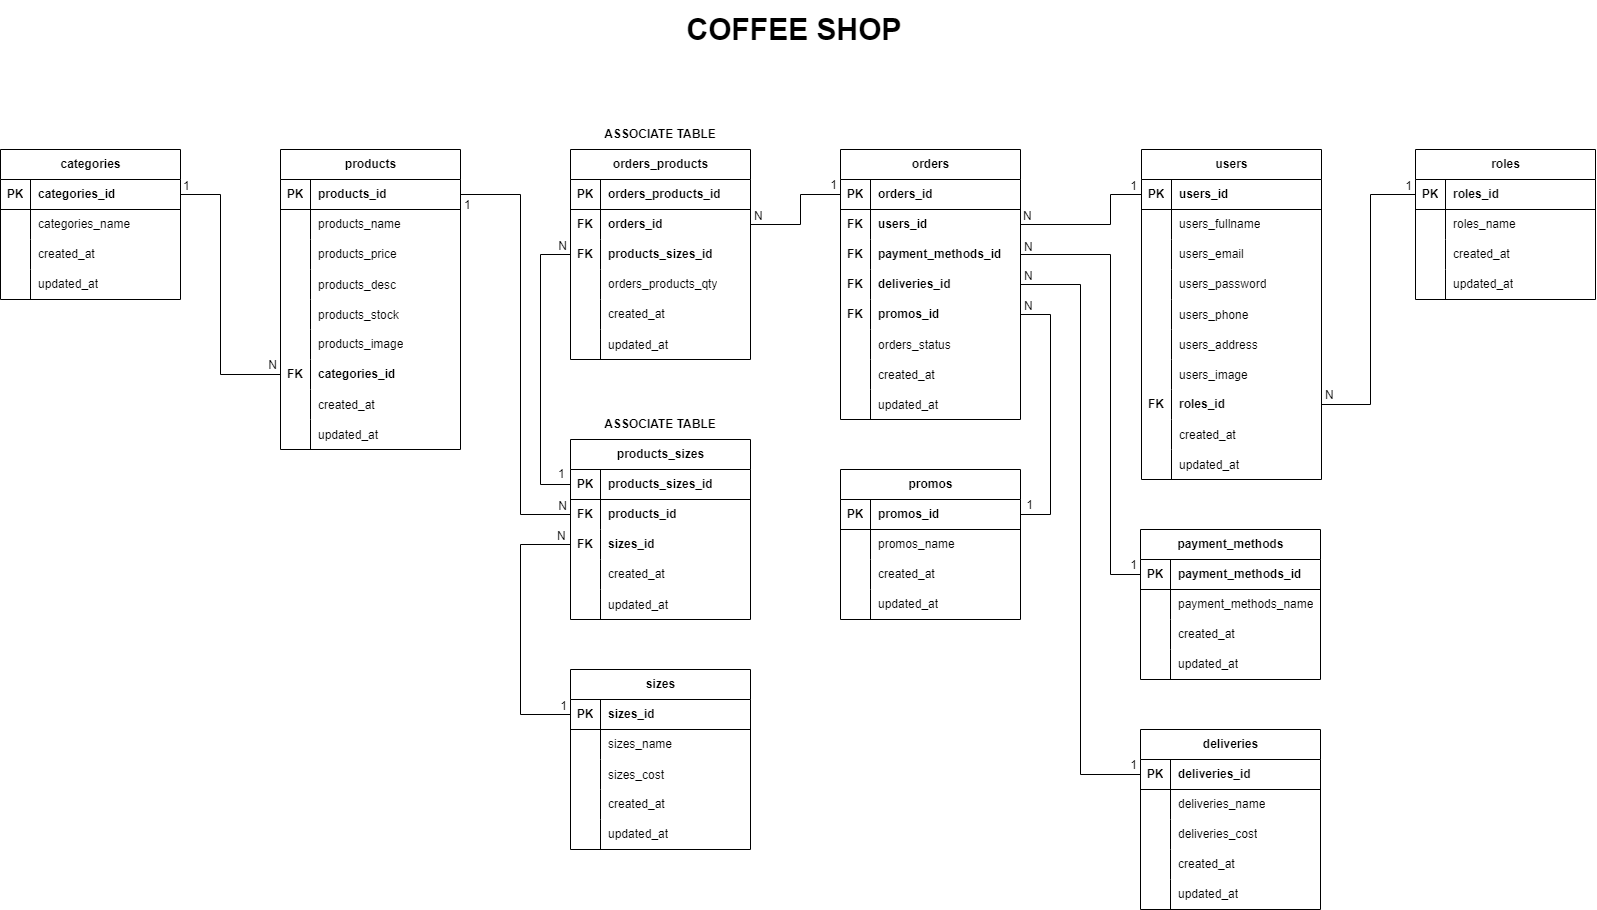 COFFEE SHOP
categories
PK categories_id
categories_name
created_at
updated_at
1
products
PK products_id
products_name
products_price
products_desc
products_stock
products_image
N FK categories_id
created_at
updated_at
1
ASSOCIATE TABLE
orders_products
PK orders_products_id
FK orders_id N
N FK products_sizes_id
orders_products_qty
created_at
updated_at
ASSOCIATE TABLE
products_sizes
1 PK products_sizes_id
N FK products_id
N FK sizes_id
created_at
updated_at
sizes
1 PK sizes_id
sizes_name
sizes_cost
created_at
updated_at
orders
1 PK orders_id
FK users_id N
FK payment_methods_id N
FK deliveries_id N
FK promos_id N
orders_status
created_at
updated_at
promos
PK promos_id 1
promos_name
created_at
updated_at
users
1 PK users_id
users_fullname
users_email
users_password
users_phone
users_address
users_image
FK roles_id N
created_at
updated_at
payment_methods
1 PK payment_methods_id
payment_methods_name
created_at
updated_at
deliveries
1 PK deliveries_id
deliveries_name
deliveries_cost
created_at
updated_at
roles
1 PK roles_id
roles_name
created_at
updated_at